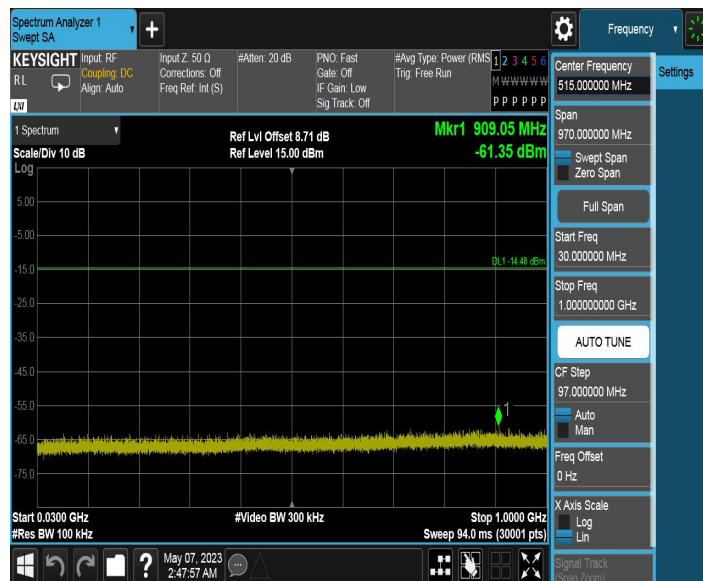 Spectrum Analyzer 1
Swept SA
+
Frequency
KEYSIGHT
RL
LXI
Input: RF
Coupling: DC
Align: Auto
Input Z: 50 Ω
Corrections: Off
Freq Ref: Int (S)
#Atten: 20 dB
PNO: Fast
Gate: Off
IF Gain: Low
Sig Track: Off
#Avg Type: Power (RMS
Trig: Free Run
1 2 3 4 5 6
M W W W W W
P P P P P P
Center Frequency
515.000000 MHz
Settings
Span
970.000000 MHz
Swept Span
Zero Span
Full Span
Start Freq
30.000000 MHz
Stop Freq
1.000000000 GHz
AUTO TUNE
CF Step
97.000000 MHz
Auto
Man
Freq Offset
0 Hz
X Axis Scale
Log
Lin
Signal Track
(Span Zoom)
1 Spectrum
Scale/Div 10 dB
Log
Ref Lvl Offset 8.71 dB
Ref Level 15.00 dBm
Mkr1 909.05 MHz
-61.35 dBm
5.00
-5.00
-15.0
DL1 -14.48 dBm
-25.0
-35.0
-45.0
-55.0
1
-65.0
-75.0
Start 0.0300 GHz
#Res BW 100 kHz
#Video BW 300 kHz
Stop 1.0000 GHz
Sweep 94.0 ms (30001 pts)
?
May 07, 2023
2:47:57 AM